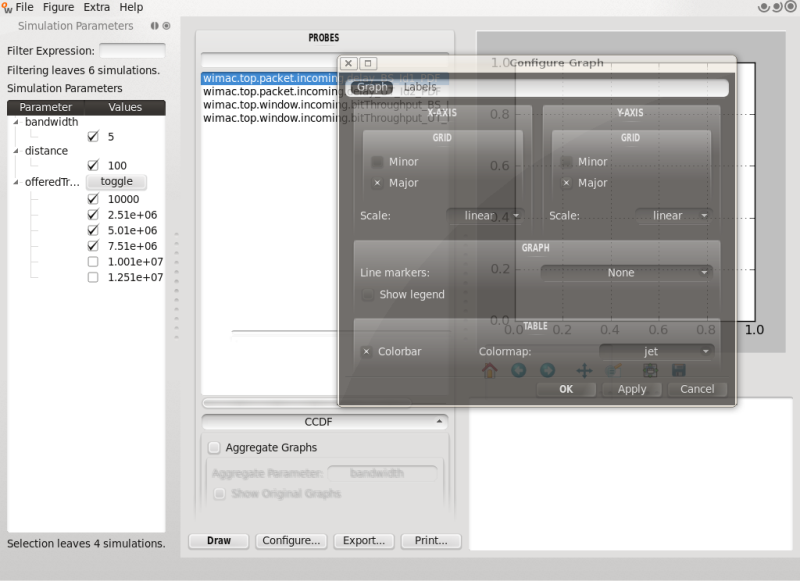 File Figure Extra Help
Simulation Parameters
Filter Expression:
Filtering leaves 6 simulations.
Simulation Parameters
Parameter Values
bandwidth
5
distance
100
offeredTr... toggle
10000
2.51e+06
5.01e+06
7.51e+06
1.001e+07
1.251e+07
Selection leaves 4 simulations.
PROBES
wimac.top.packet.incoming
wimac.top.packet.incoming
wimac.top.window.incoming.bitThroughput_BS_
wimac.top.window.incoming.bitThroughput_UT_
CCDF
Aggregate Graphs
Aggregate Parameter: bandwidth
Show Original Graphs
Draw Configure... Export... Print...
Configure Graph
Graph Labels
X-AXIS
GRID
Minor
Major
Scale: linear
Y-AXIS
GRID
Minor
Major
Scale: linear
GRAPH
Line markers: None
Show legend
TABLE
Colorbar Colormap: jet
OK Apply Cancel
1.0
0.8
0.6
0.4
0.2
0.0
0.0 0.2 0.4 0.6 0.8 1.0